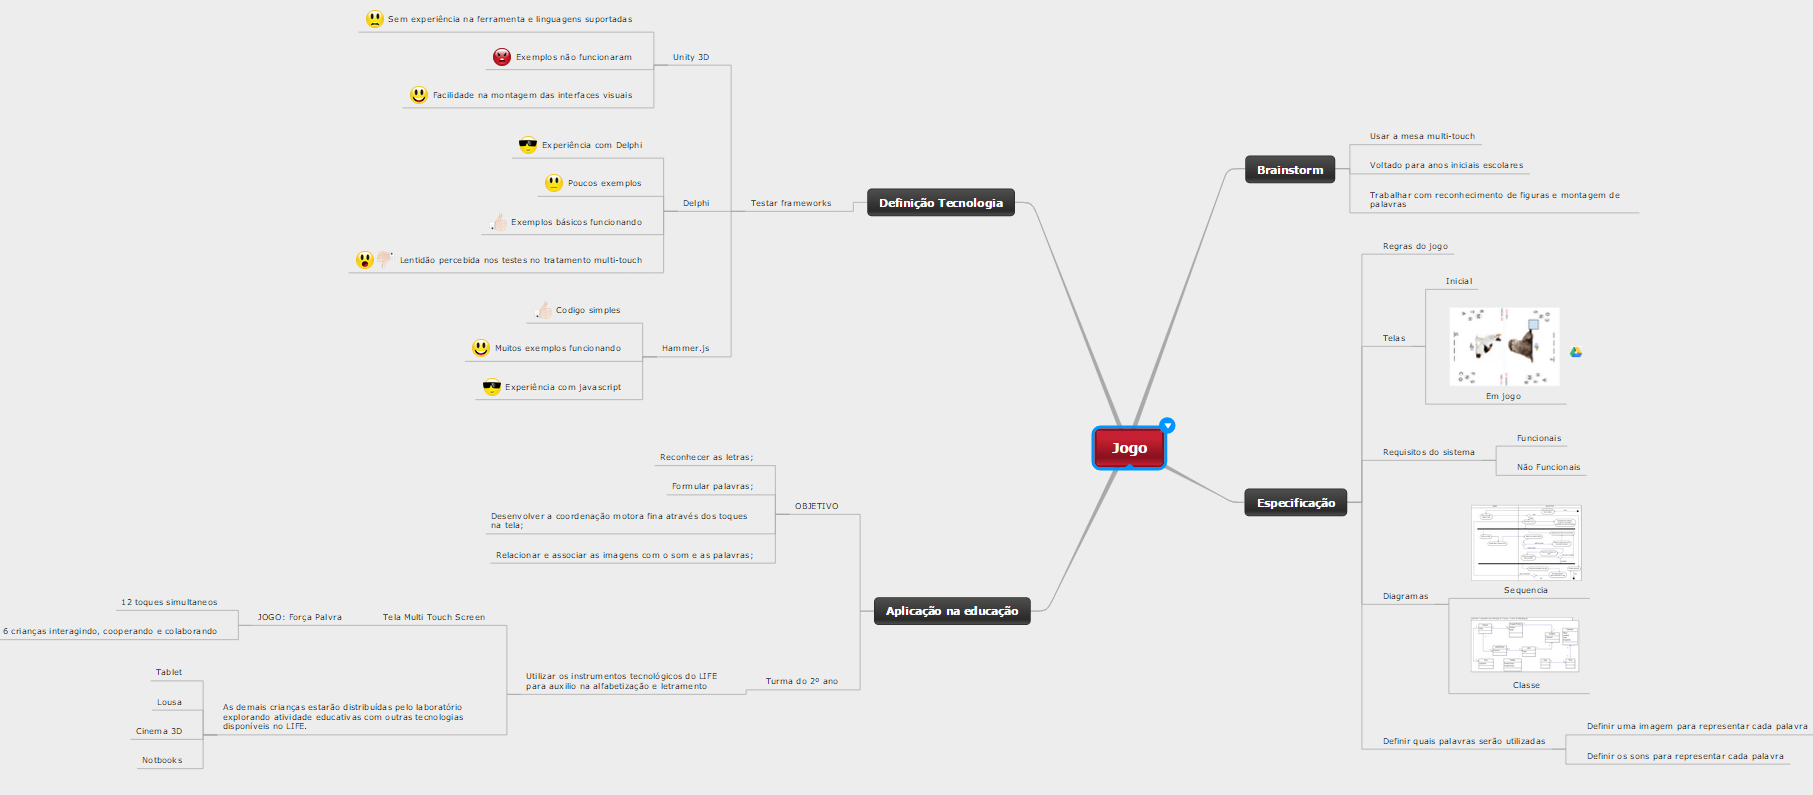 Jogo
Definição Tecnologia
Testar frameworks
Unity 3D
Sem experiência na ferramenta e linguagens suportadas
Exemplos não funcionaram
Facilidade na montagem das interfaces visuais
Delphi
Experiência com Delphi
Poucos exemplos
Exemplos básicos funcionando
Lentidão percebida nos testes no tratamento multi-touch
Hammer.js
Codigo simples
Muitos exemplos funcionando
Experiência com javascript
Aplicação na educação
OBJETIVO
Reconhecer as letras;
Formular palavras;
Desenvolver a coordenação motora fina através dos toques
na tela;
Relacionar e associar as imagens com o som e as palavras;
Turma do 2º ano
Utilizar os instrumentos tecnológicos do LIFE
para auxilio na alfabetização e letramento
Tela Multi Touch Screen
JOGO: Força Palvra
12 toques simultaneos
6 crianças interagindo, cooperando e colaborando
As demais crianças estarão distribuídas pelo laboratório
explorando atividade educativas com outras tecnologias
disponíveis no LIFE.
Tablet
Lousa
Cinema 3D
Notbooks
Brainstorm
Usar a mesa multi-touch
Voltado para anos iniciais escolares
Trabalhar com reconhecimento de figuras e montagem de
palavras
Especificação
Regras do jogo
Telas
Inicial
Em jogo
Requisitos do sistema
Funcionais
Não Funcionais
Diagramas
Sequencia
Classe
Definir quais palavras serão utilizadas
Definir uma imagem para representar cada palavra
Definir os sons para representar cada palavra